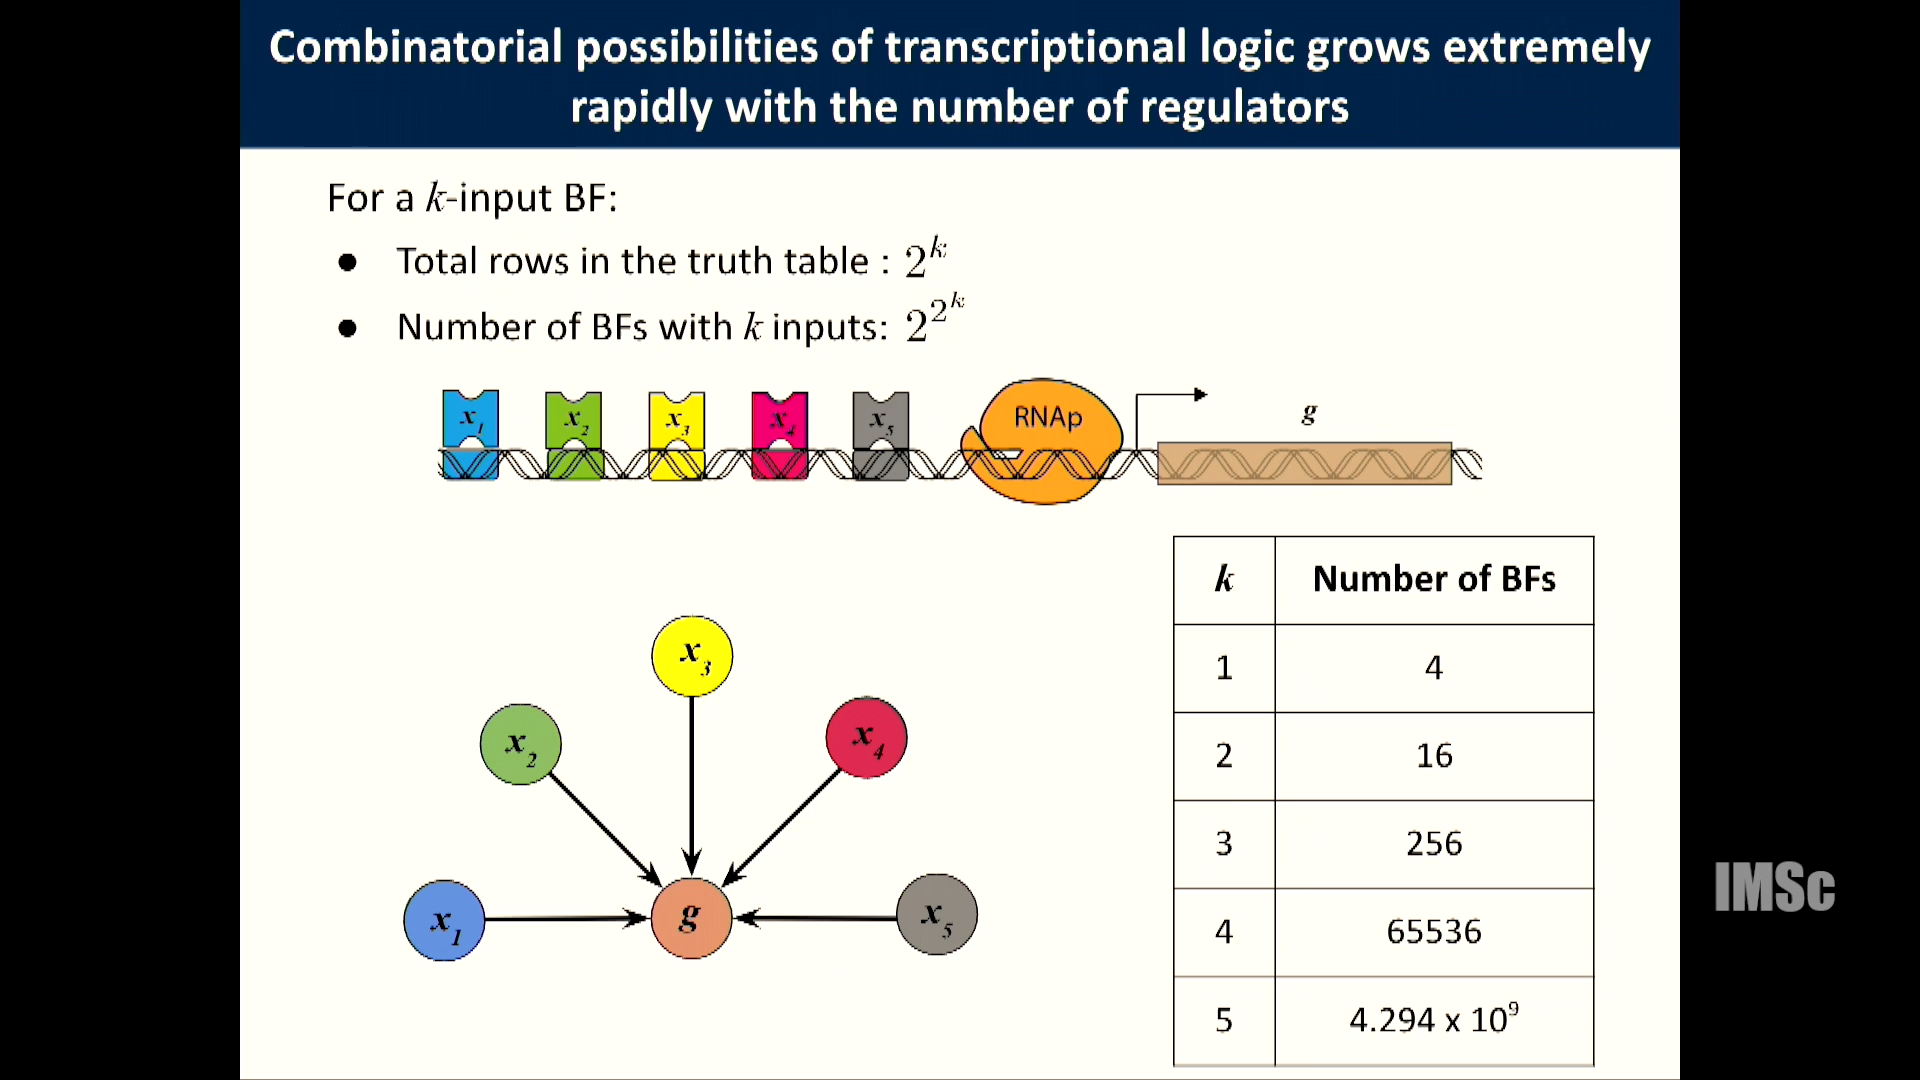 Combinatorial possibilities of transcriptional logic grows extremely
rapidly with the number of regulators
For a k-input BF:
● Total rows in the truth table : 2^k
● Number of BFs with k inputs: 2^2^k
x1 x2 x3 x4 x5 RNAp g
x3
x2 x4
x1 g x5
k Number of BFs
1 4
2 16
3 256
4 65536
5 4.294 x 10^9
IMSc